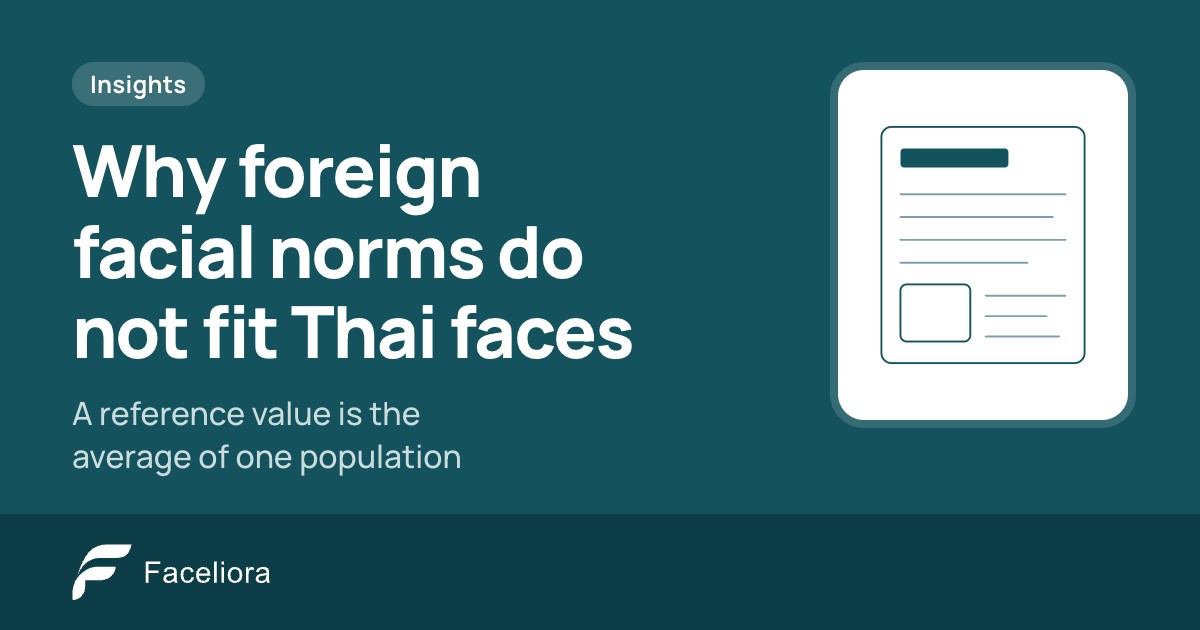 Insights
Why foreign
facial norms do
not fit Thai faces
A reference value is the
average of one population
Faceliora